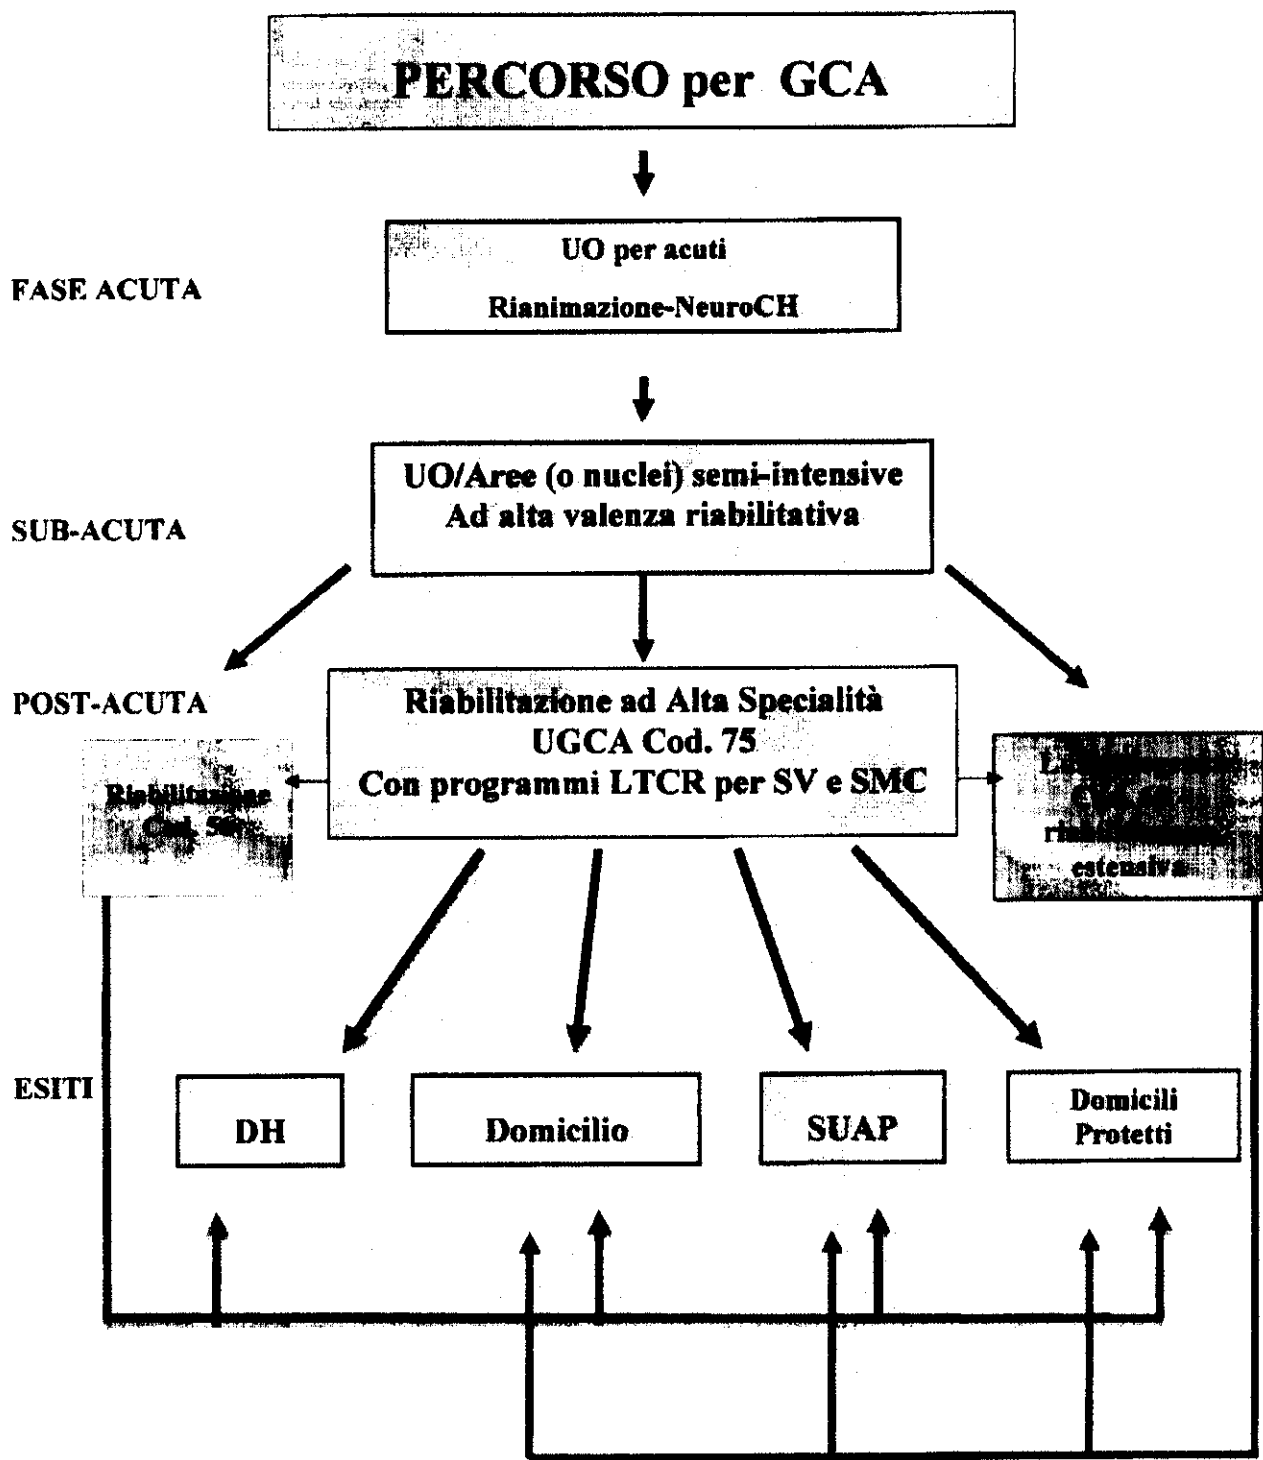 PERCORSO per GCA
FASE ACUTA
UO per acuti
Rianimazione-NeuroCH
SUB-ACUTA
UO/Aree (o nuclei) semi-intensive
Ad alta valenza riabilitativa
POST-ACUTA
Riabilitazione ad Alta Specialità
UGCA Cod. 75
Con programmi LTCR per SV e SMC
Riabilitazione
Cod.
estensiva
ESITI
DH
Domicilio
SUAP
Domicili
Protetti